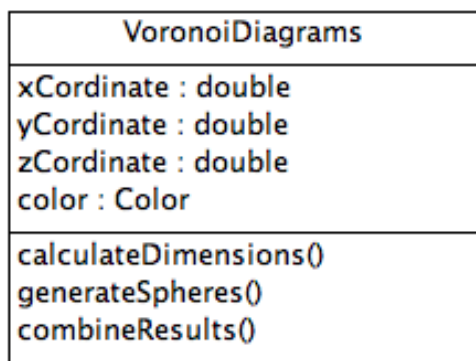 VoronoiDiagrams
xCordinate : double
yCordinate : double
zCordinate : double
color : Color
calculateDimensions()
generateSpheres()
combineResults()